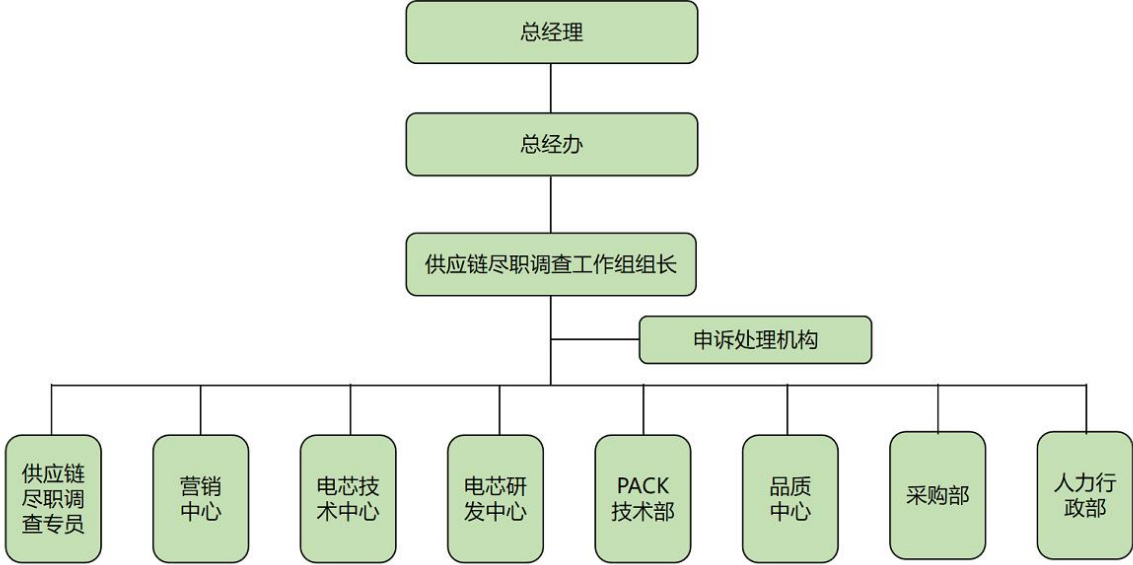 总经理
总经办
供应链尽职调查工作组组长
申诉处理机构
供应链
尽职调
查专员
营销
中心
电芯技
术中心
电芯研
发中心
PACK
技术部
品质
中心
采购部
人力行
政部